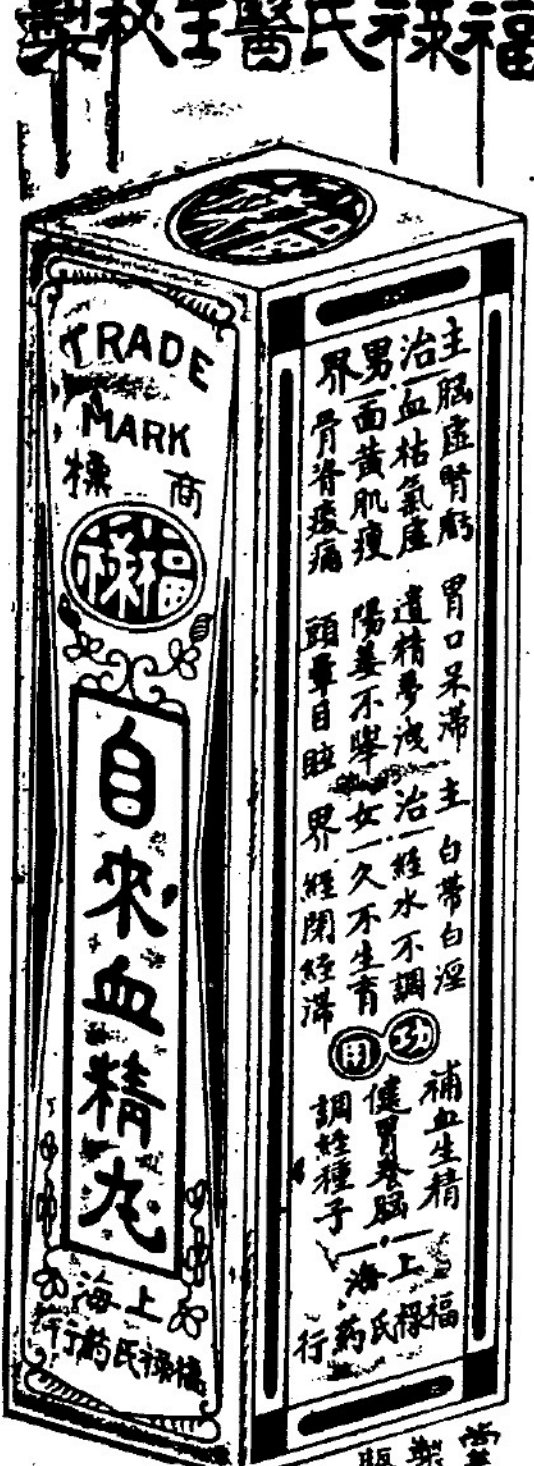 福祿氏醫生秘製
TRADE
MARK
商標
福祿
自來血精丸
上海
福祿氏藥行
主治男界
腦虛腎虧
血枯氣虛
面黃肌瘦
骨脊痠痛
胃口呆滯
遺精夢洩
陽萎不舉
頭暈目眩
主治女界
白帶白淫
經水不調
久不生育
經閉經滯
功用
補血生精
健胃養腦
調經種子
上海
福祿氏藥行